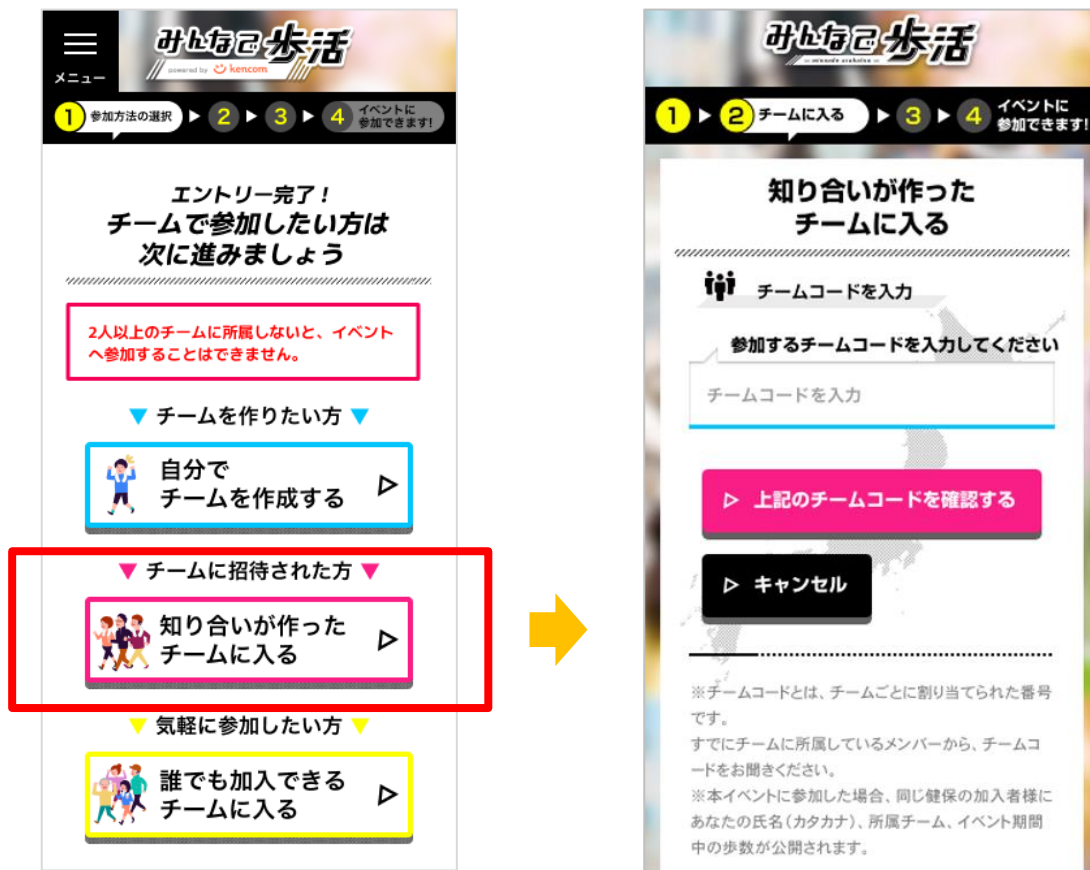 メニュー
みんなで歩活
powered by kencom
1 参加方法の選択 ▶ 2 ▶ 3 ▶ 4 イベントに
参加できます!
エントリー完了!
チームで参加したい方は
次に進みましょう
2人以上のチームに所属しないと、イベント
へ参加することはできません。
▼ チームを作りたい方 ▼
自分で
チームを作成する
▼ チームに招待された方 ▼
知り合いが作った
チームに入る
▼ 気軽に参加したい方 ▼
誰でも加入できる
チームに入る
みんなで歩活
1 ▶ 2 チームに入る ▶ 3 ▶ 4 イベントに
参加できます!
知り合いが作った
チームに入る
チームコードを入力
参加するチームコードを入力してください
チームコードを入力
上記のチームコードを確認する
キャンセル
※チームコードとは、チームごとに割り当てられた番号
です。
すでにチームに所属しているメンバーから、チームコ
ードをお聞きください。
※本イベントに参加した場合、同じ健保の加入者様に
あなたの氏名(カタカナ)、所属チーム、イベント期間
中の歩数が公開されます。